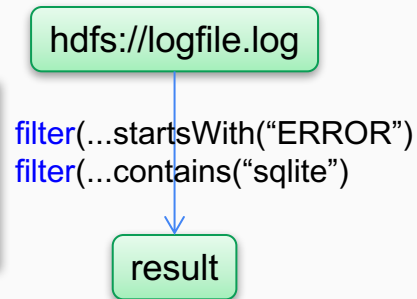 hdfs://logfile.log
filter(...startsWith(“ERROR”)
filter(...contains(“sqlite”)
result